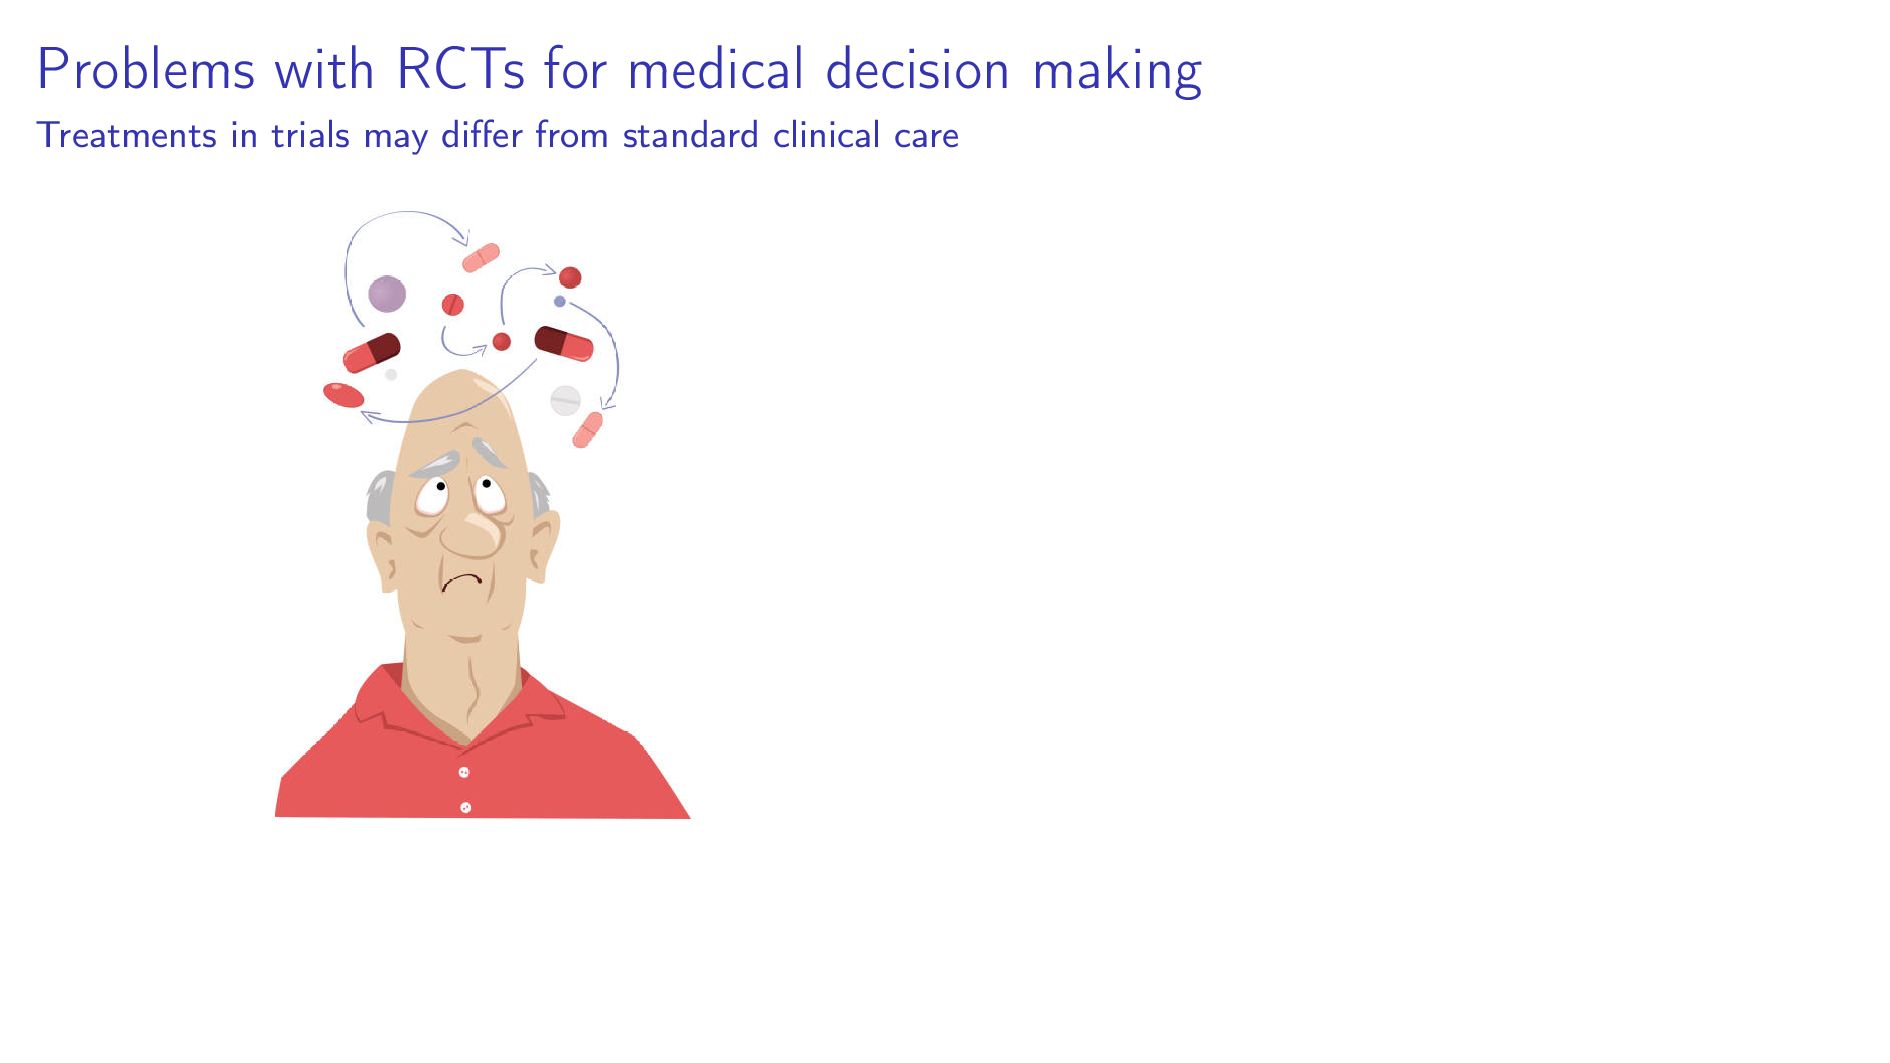 Problems with RCTs for medical decision making
Treatments in trials may differ from standard clinical care